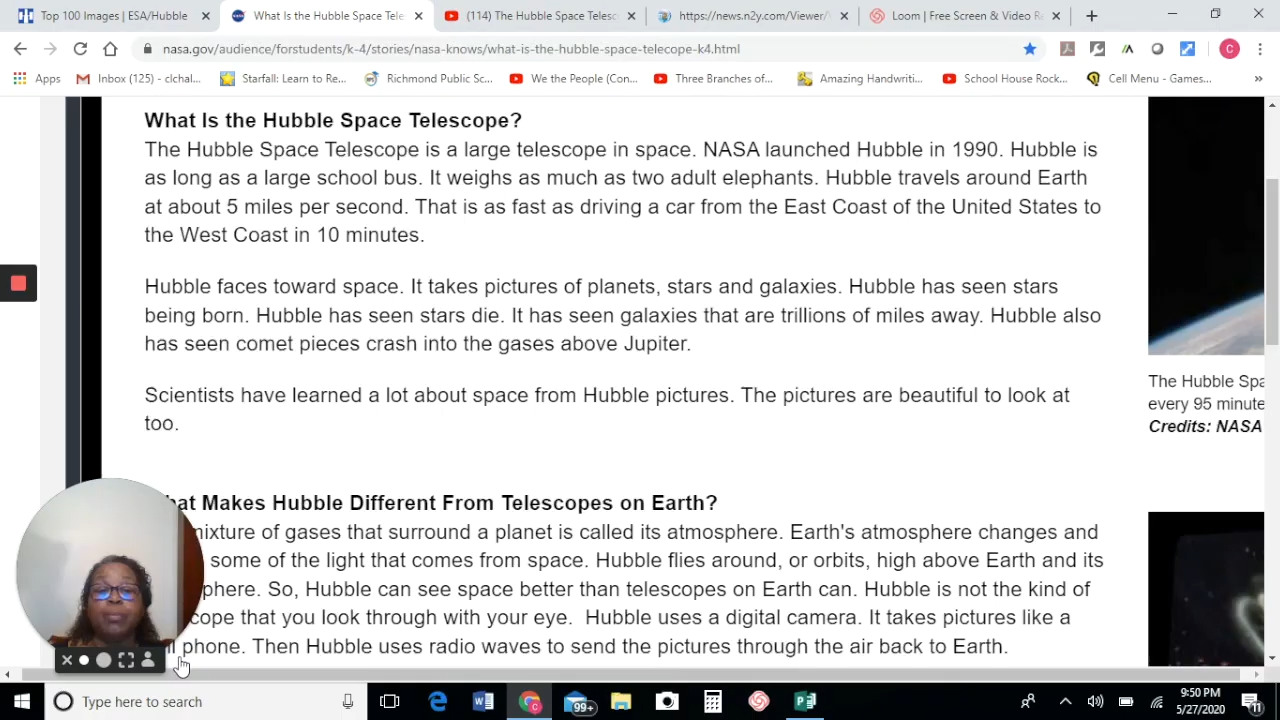 Top 100 Images | ESA/Hubble
What Is the Hubble Space Tele
(114) The Hubble Space Telesc
https://news.n2y.com/Viewer/
Loom | Free Screen & Video R
nasa.gov/audience/forstudents/k-4/stories/nasa-knows/what-is-the-hubble-space-telecope-k4.html
C
Apps
Inbox (125) - clchal...
Starfall: Learn to Re...
Richmond Public Sc...
We the People (Con...
Three Branches of...
Amazing Handwriti...
School House Rock...
Cell Menu - Games...
What Is the Hubble Space Telescope?
The Hubble Space Telescope is a large telescope in space. NASA launched Hubble in 1990. Hubble is
as long as a large school bus. It weighs as much as two adult elephants. Hubble travels around Earth
at about 5 miles per second. That is as fast as driving a car from the East Coast of the United States to
the West Coast in 10 minutes.
Hubble faces toward space. It takes pictures of planets, stars and galaxies. Hubble has seen stars
being born. Hubble has seen stars die. It has seen galaxies that are trillions of miles away. Hubble also
has seen comet pieces crash into the gases above Jupiter.
Scientists have learned a lot about space from Hubble pictures. The pictures are beautiful to look at
too.
The Hubble Spa
every 95 minute
Credits: NASA
hat Makes Hubble Different From Telescopes on Earth?
mixture of gases that surround a planet is called its atmosphere. Earth's atmosphere changes and
some of the light that comes from space. Hubble flies around, or orbits, high above Earth and its
phere. So, Hubble can see space better than telescopes on Earth can. Hubble is not the kind of
cope that you look through with your eye. Hubble uses a digital camera. It takes pictures like a
phone. Then Hubble uses radio waves to send the pictures through the air back to Earth.
Type here to search
99+
9:50 PM
5/27/2020
11